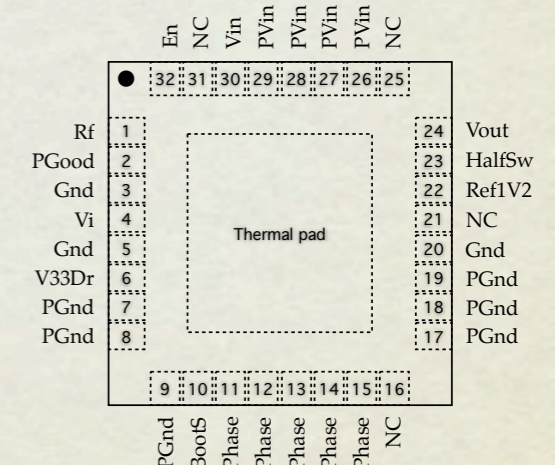 En NC Vin PVin PVin PVin PVin NC
32 31 30 29 28 27 26 25
Rf 1 24 Vout
PGood 2 23 HalfSw
Gnd 3 22 Ref1V2
Vi 4 21 NC
Gnd 5 20 Gnd
V33Dr 6 19 PGnd
PGnd 7 18 PGnd
PGnd 8 17 PGnd
Thermal pad
9 10 11 12 13 14 15 16
PGnd BootS Phase Phase Phase Phase Phase NC